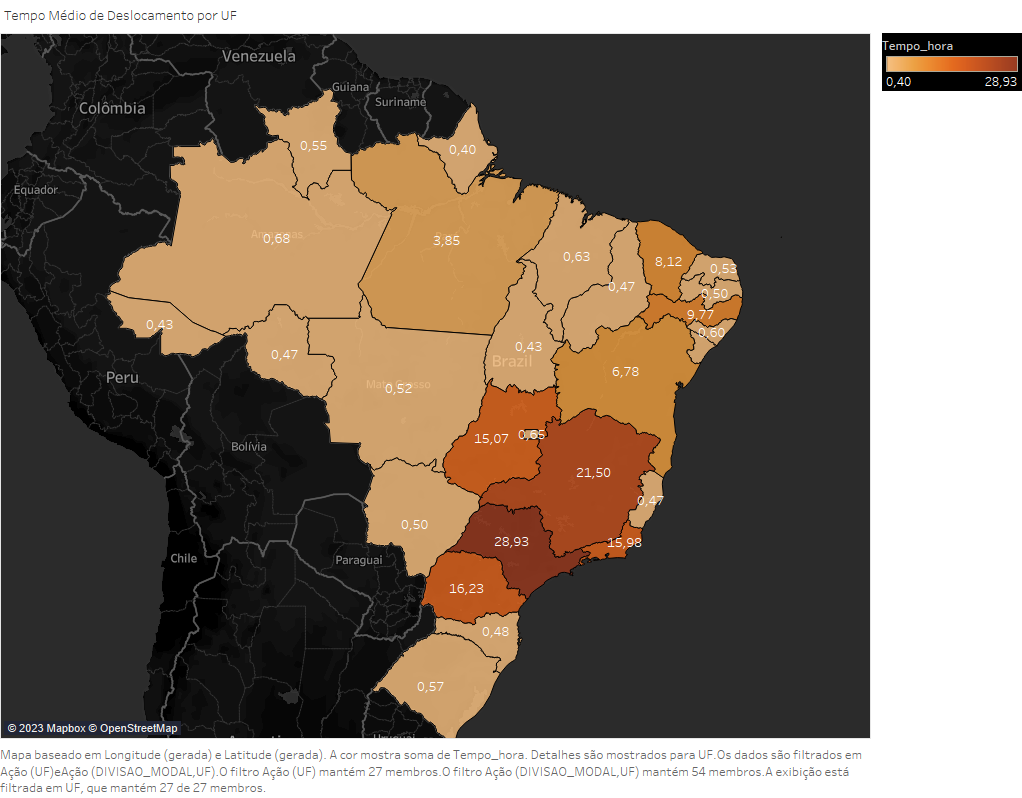 Tempo Médio de Deslocamento por UF
Tempo_hora
0,40 28,93
Venezuela
Guiana
Suriname
Colômbia
0,55
0,40
Equador
Amazonas
0,68
3,85
0,63
8,12
0,53
0,47
0,50
9,77
0,43
0,60
0,47
0,43
Brazil
Peru
Mato Grosso
0,52
6,78
15,07
0,65
Bolívia
21,50
0,47
0,50
28,93
15,98
Chile
Paraguai
16,23
0,48
0,57
© 2023 Mapbox © OpenStreetMap
Mapa baseado em Longitude (gerada) e Latitude (gerada). A cor mostra soma de Tempo_hora. Detalhes são mostrados para UF.Os dados são filtrados em
Ação (UF)eAção (DIVISAO_MODAL,UF).O filtro Ação (UF) mantém 27 membros.O filtro Ação (DIVISAO_MODAL,UF) mantém 54 membros.A exibição está
filtrada em UF, que mantém 27 de 27 membros.